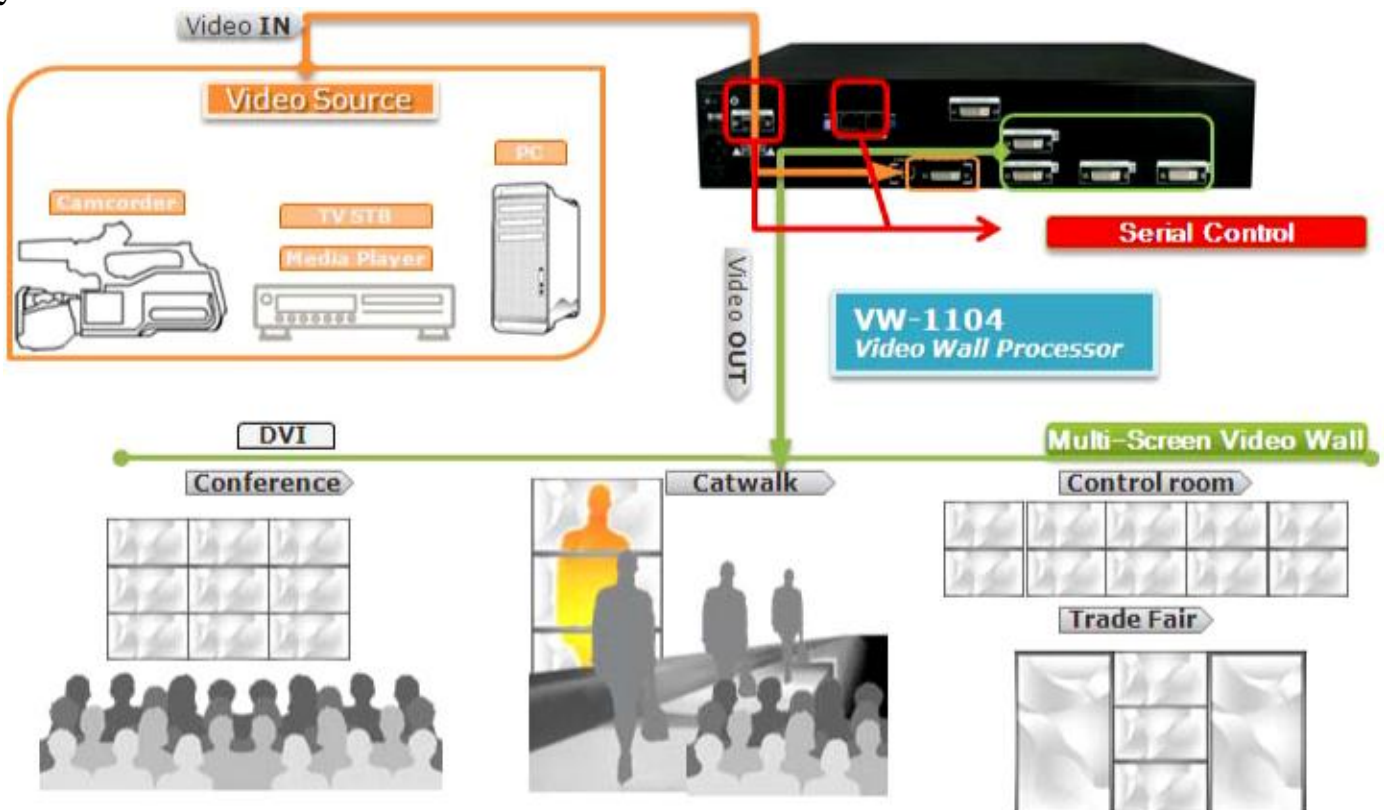 Video IN
Video Source
PC
Camcorder
TV STB
Media Player
Serial Control
Video OUT
VW-1104
Video Wall Processor
DVI
Multi-Screen Video Wall
Conference
Catwalk
Control room
Trade Fair